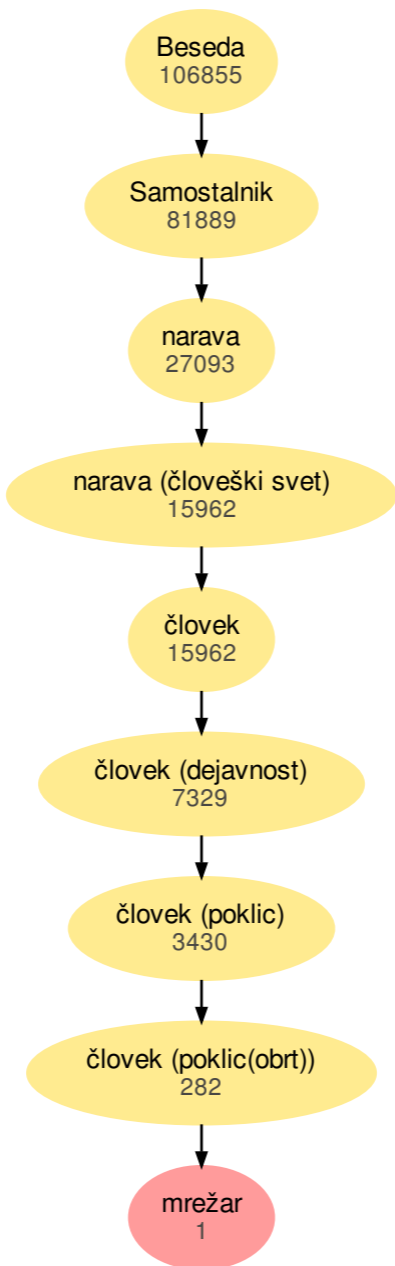 Beseda
106855
Samostalnik
81889
narava
27093
narava (človeški svet)
15962
človek
15962
človek (dejavnost)
7329
človek (poklic)
3430
človek (poklic(obrt))
282
mrežar
1